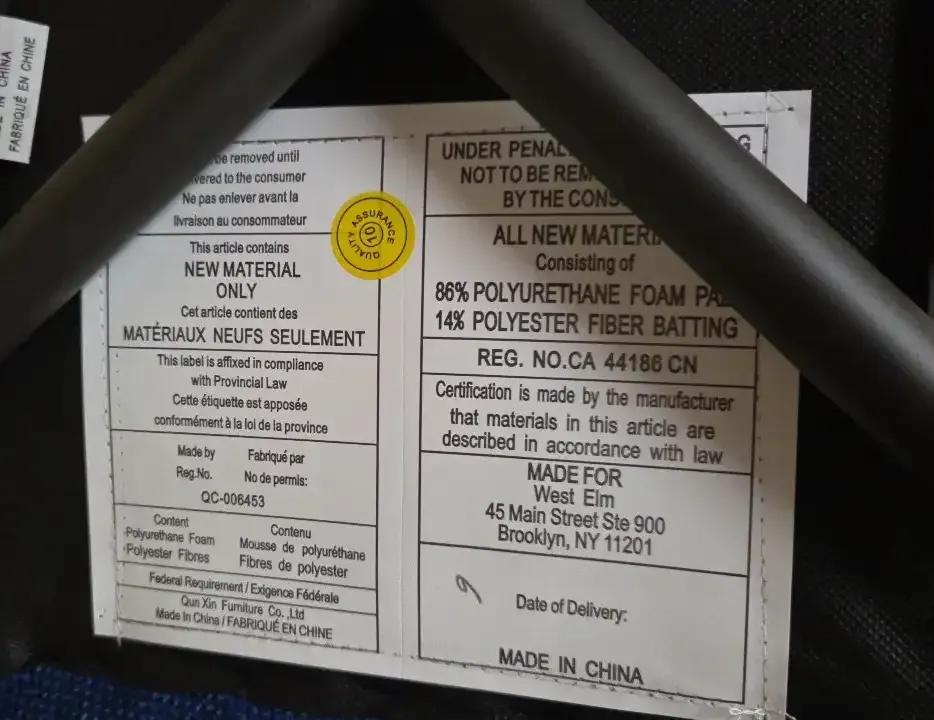 IN CHINA
FABRIQUÉ EN CHINE
be removed until
to the consumer
Ne pas enlever avant la
livraison au consommateur
This article contains
NEW MATERIAL
ONLY
Cet article contient des
MATÉRIAUX NEUFS SEULEMENT
This label is affixed in compliance
with Provincial Law
Cette étiquette est apposée
conformément à la loi de la province
Made by Fabriqué par
Reg.No. No de permis:
QC-006453
Content Contenu
Polyurethane Foam Mousse de polyuréthane
Polyester Fibres Fibres de polyester
Federal Requirement / Exigence Fédérale
Qun Xin Furniture Co.,Ltd
Made In China / FABRIQUÉ EN CHINE
QUALITY ASSURANCE
10
UNDER
NOT TO BE
BY THE
ALL NEW
Consisting of
86% POLYURETHANE FOAM
14% POLYESTER FIBER BATTING
REG. NO.CA 44186 CN
Certification is made by the manufacturer
that materials in this article are
described in accordance with law
MADE FOR
West Elm
45 Main Street Ste 900
Brooklyn, NY 11201
9
Date of Delivery:
MADE IN CHINA